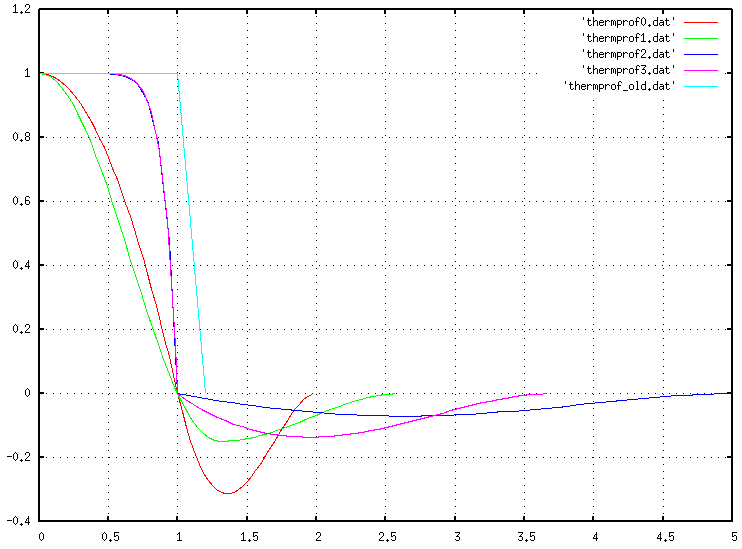 1.2
'thermprof0.dat'
'thermprof1.dat'
'thermprof2.dat'
1
'thermprof3.dat'
'thermprof_old.dat'
0.8
0.6
0.4
0.2
0
-0.2
-0.4
0 0.5 1 1.5 2 2.5 3 3.5 4 4.5 5